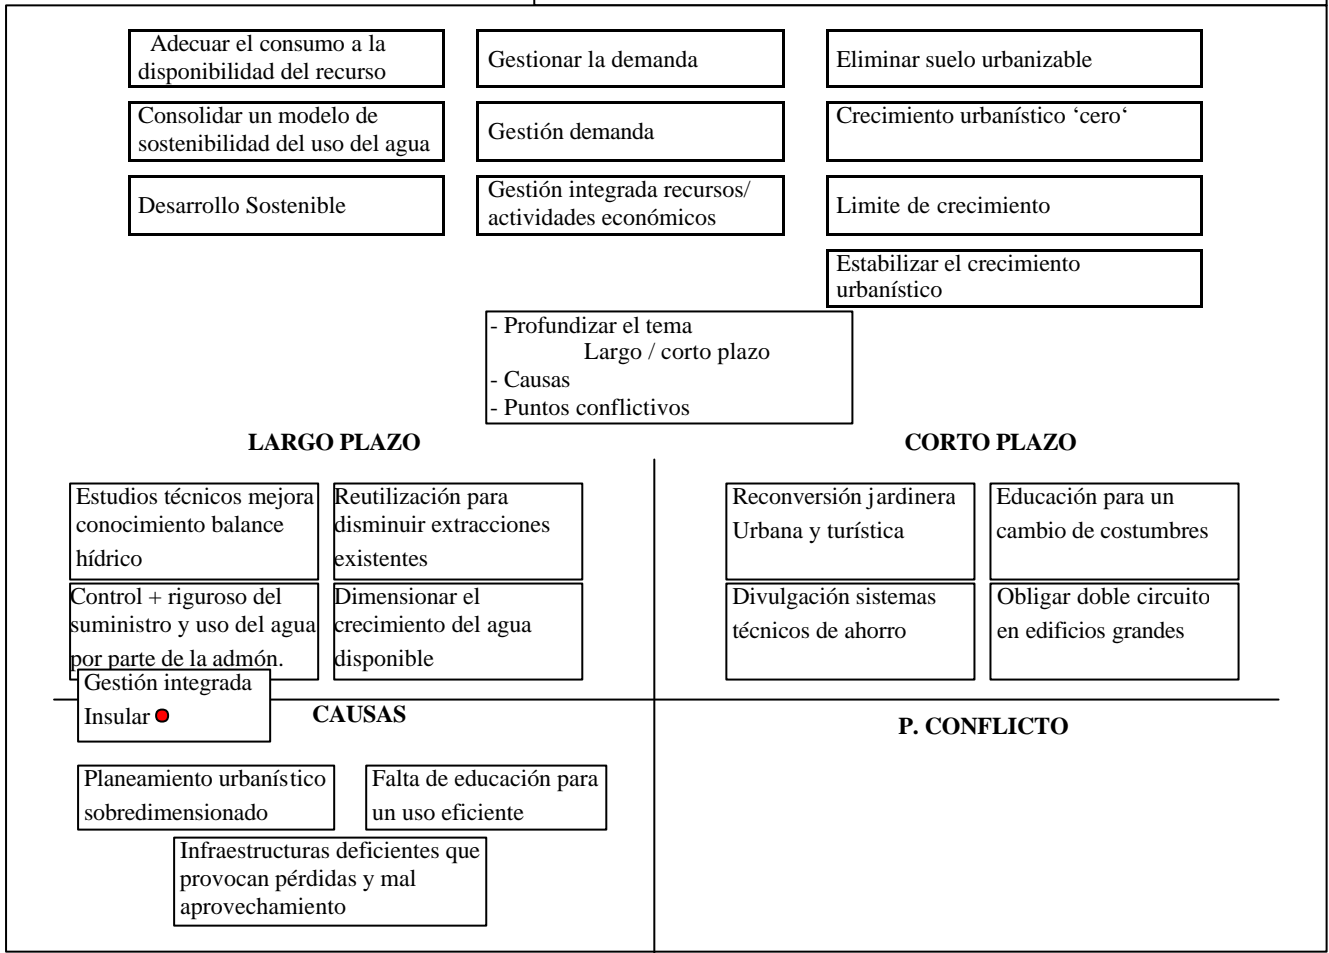 Adecuar el consumo a la
disponibilidad del recurso
Gestionar la demanda
Eliminar suelo urbanizable
Consolidar un modelo de
sostenibilidad del uso del agua
Gestión demanda
Crecimiento urbanístico ‘cero‘
Desarrollo Sostenible
Gestión integrada recursos/
actividades económicos
Limite de crecimiento
Estabilizar el crecimiento
urbanístico
- Profundizar el tema
Largo / corto plazo
- Causas
- Puntos conflictivos
LARGO PLAZO
Estudios técnicos mejora
conocimiento balance
hídrico
Reutilización para
disminuir extracciones
existentes
Control + riguroso del
suministro y uso del agua
por parte de la admón.
Dimensionar el
crecimiento del agua
disponible
Gestión integrada
Insular
CORTO PLAZO
Reconversión jardinera
Urbana y turística
Educación para un
cambio de costumbres
Divulgación sistemas
técnicos de ahorro
Obligar doble circuito
en edificios grandes
CAUSAS
Planeamiento urbanístico
sobredimensionado
Falta de educación para
un uso eficiente
Infraestructuras deficientes que
provocan pérdidas y mal
aprovechamiento
P. CONFLICTO